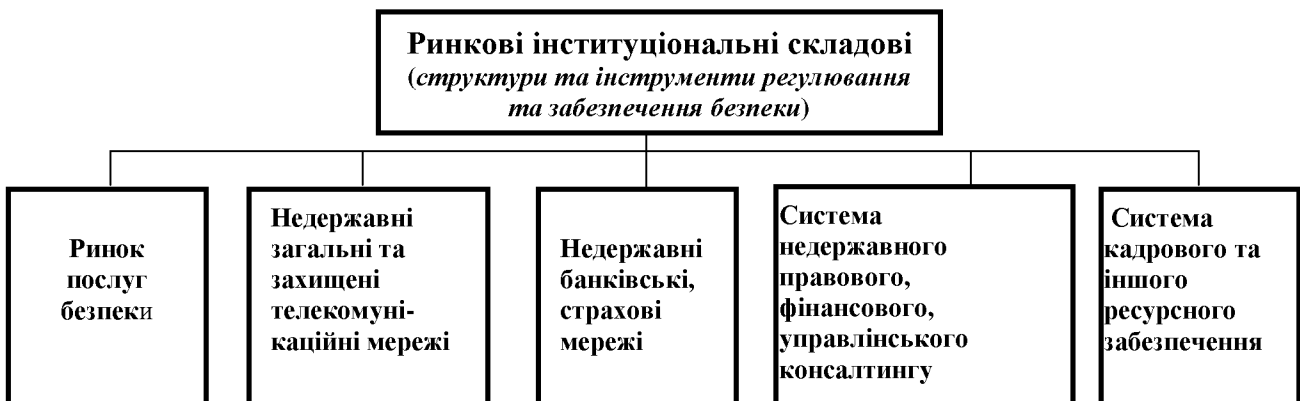 Ринкові інституціональні складові
(структури та інструменти регулювання
та забезпечення безпеки)
Ринок
послуг
безпеки
Недержавні
загальні та
захищені
телекомуні-
каційні мережі
Недержавні
банківські,
страхові
мережі
Система
недержавного
правового,
фінансового,
управлінського
консалтингу
Система
кадрового та
іншого
ресурсного
забезпечення